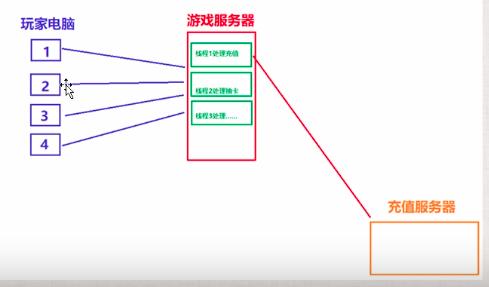 玩家电脑
游戏服务器
1
线程1处理充值
2
线程2处理抽卡
3
线程3处理......
4
充值服务器